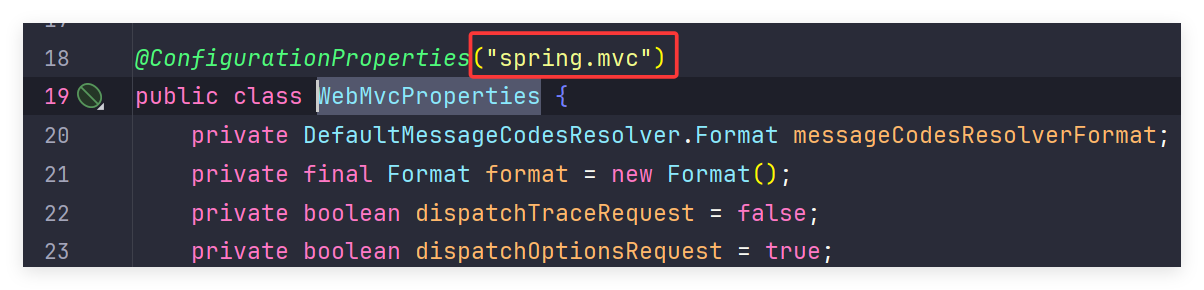 18 @ConfigurationProperties("spring.mvc")
19 public class WebMvcProperties {
20 private DefaultMessageCodesResolver.Format messageCodesResolverFormat;
21 private final Format format = new Format();
22 private boolean dispatchTraceRequest = false;
23 private boolean dispatchOptionsRequest = true;